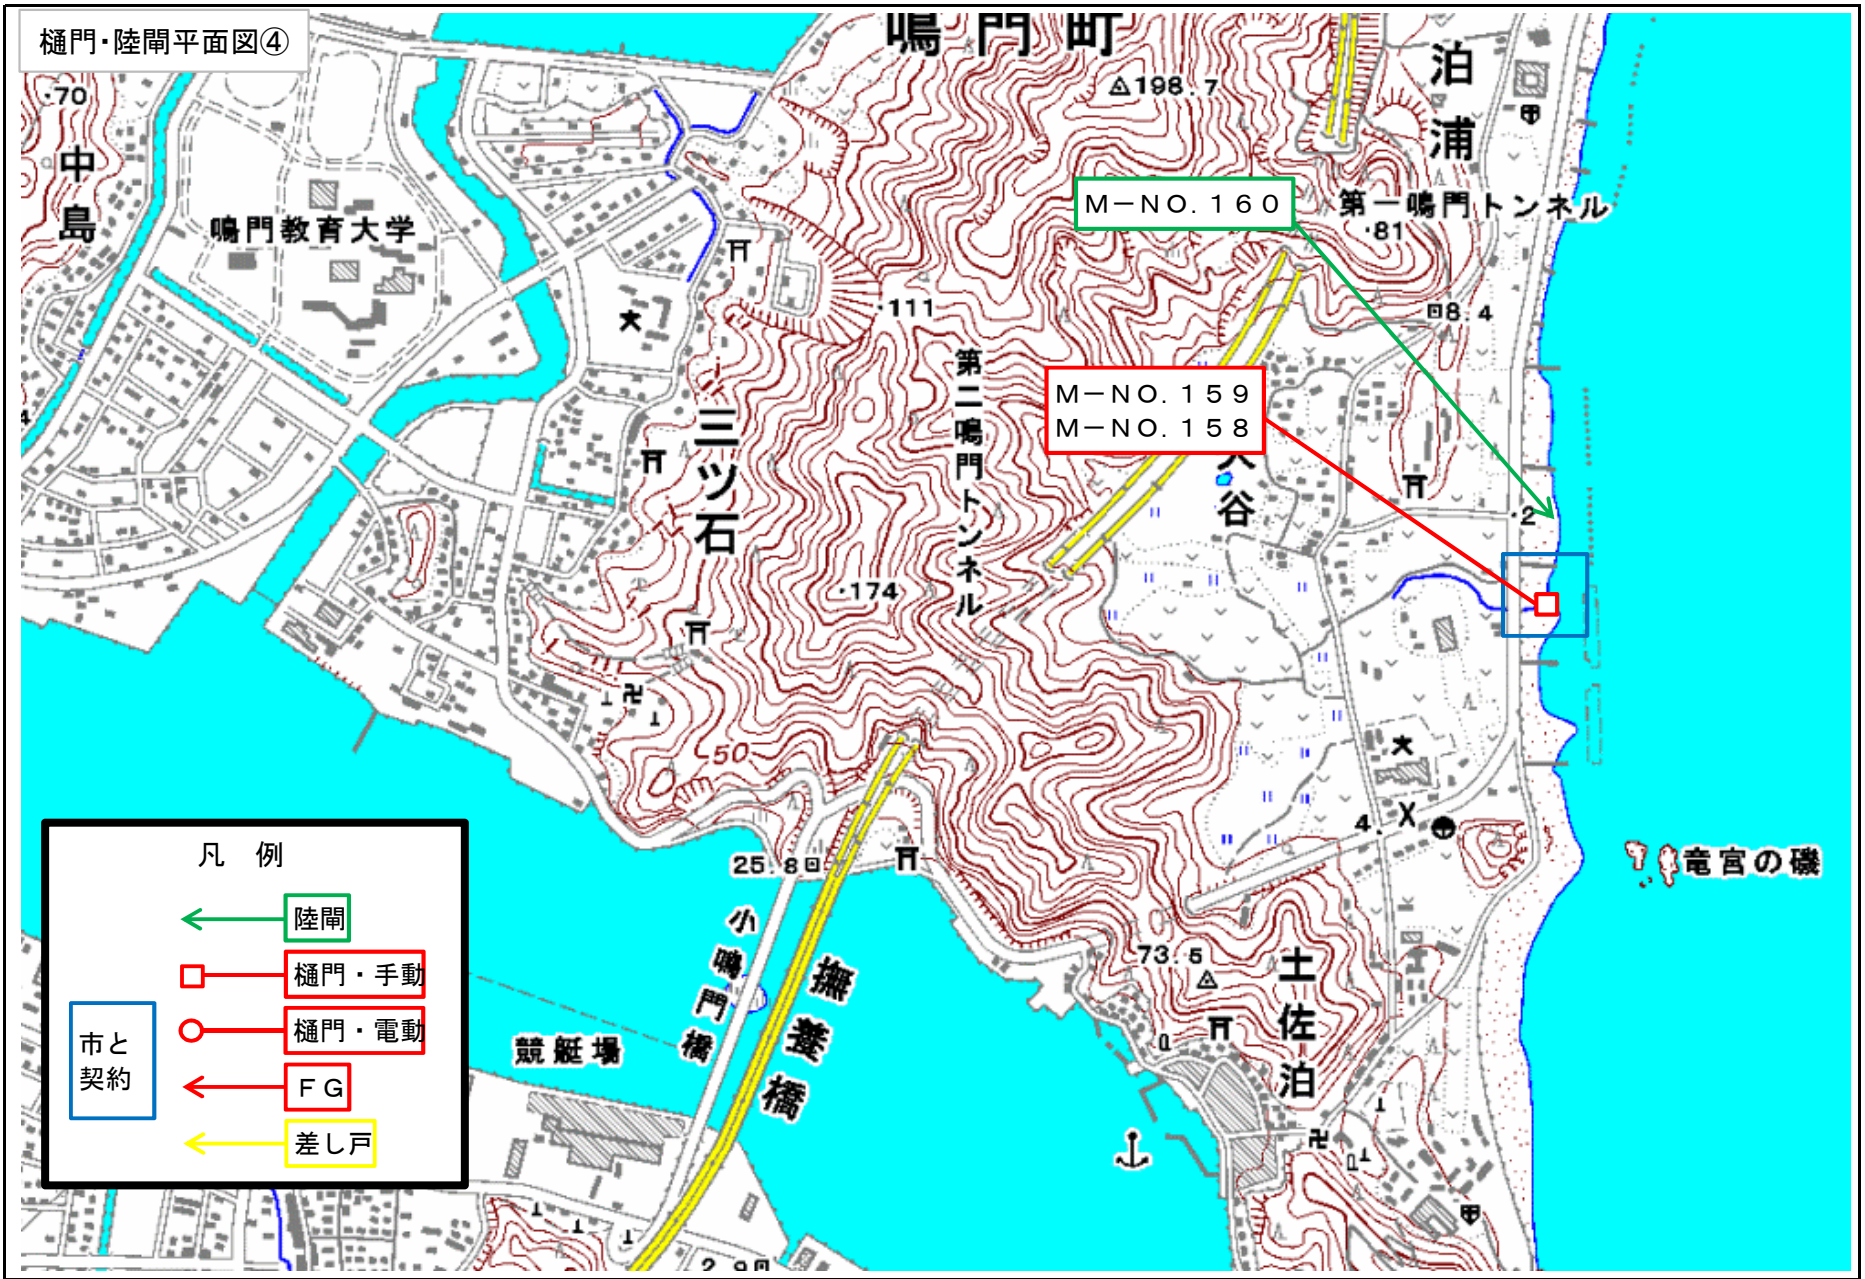 樋門・陸閘平面図④
鳴門町
・70
中島
鳴門教育大学
△198.7
泊浦
M－NO.160
第一鳴門トンネル
・81
・111
8.4
第二鳴門トンネル
M－NO.159
M－NO.158
三ツ石
大谷
・2
・174
50
25.8
4.
竜宮の磯
小鳴門橋
撫養橋
競艇場
73.5
土佐泊
凡 例
陸閘
樋門・手動
樋門・電動
FG
差し戸
市と
契約